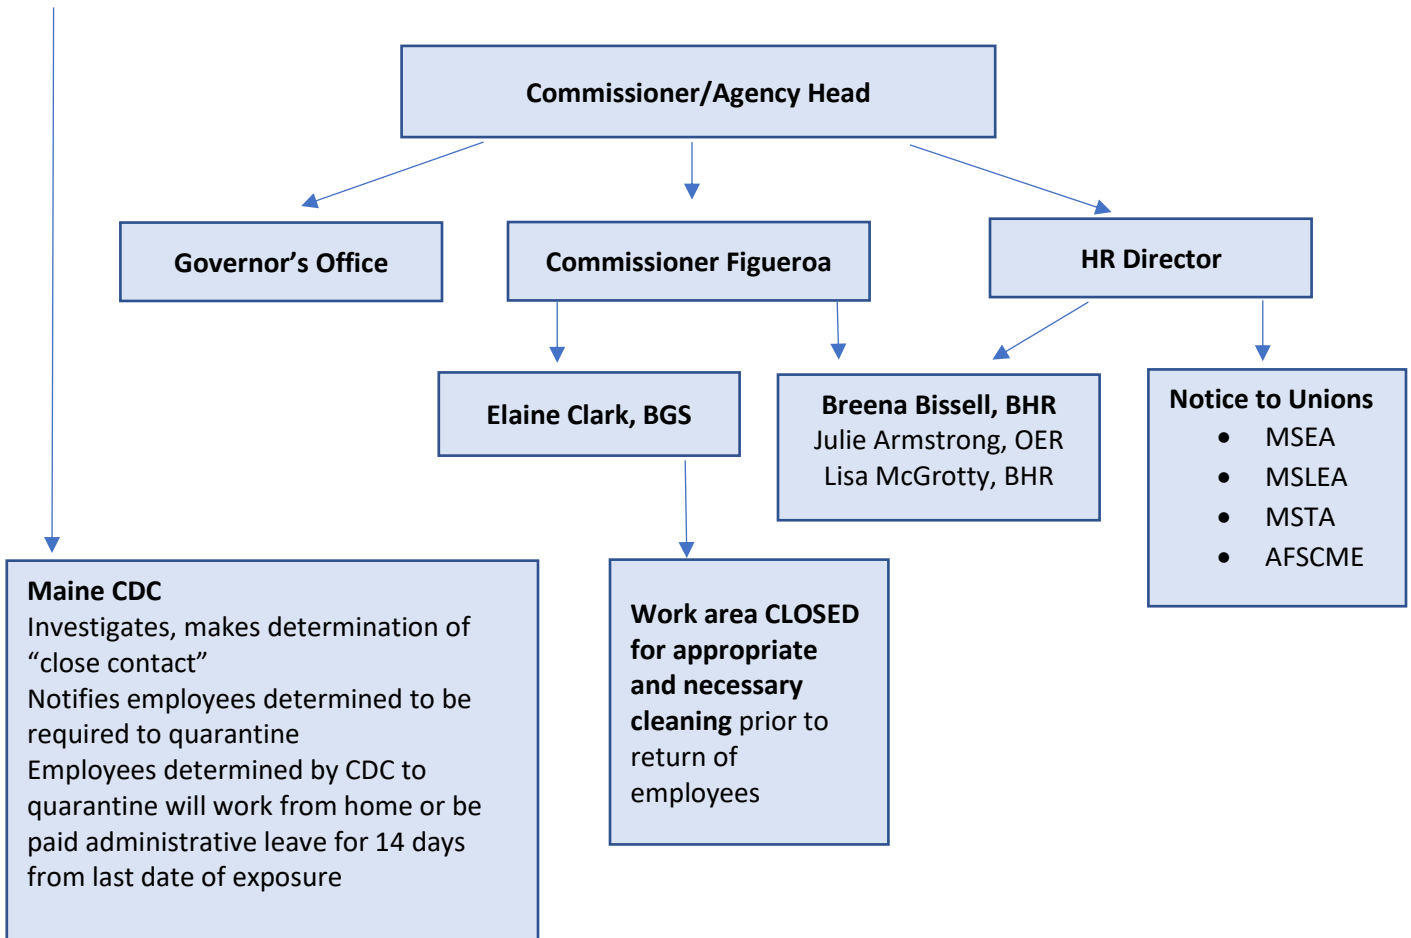 Commissioner/Agency Head
Governor’s Office
Commissioner Figueroa
HR Director
Elaine Clark, BGS
Breena Bissell, BHR
Julie Armstrong, OER
Lisa McGrotty, BHR
Notice to Unions
• MSEA
• MSLEA
• MSTA
• AFSCME
Maine CDC
Investigates, makes determination of
“close contact”
Notifies employees determined to be
required to quarantine
Employees determined by CDC to
quarantine will work from home or be
paid administrative leave for 14 days
from last date of exposure
Work area CLOSED
for appropriate
and necessary
cleaning prior to
return of
employees